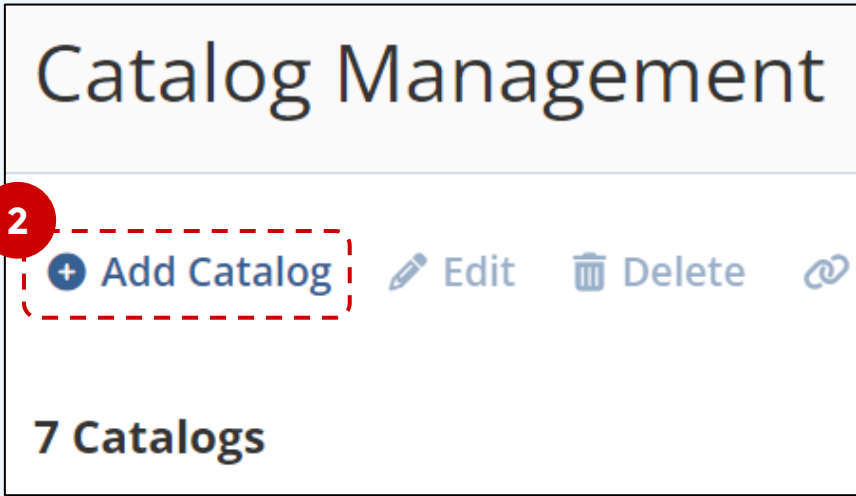 Catalog Management
2
Add Catalog Edit Delete
7 Catalogs